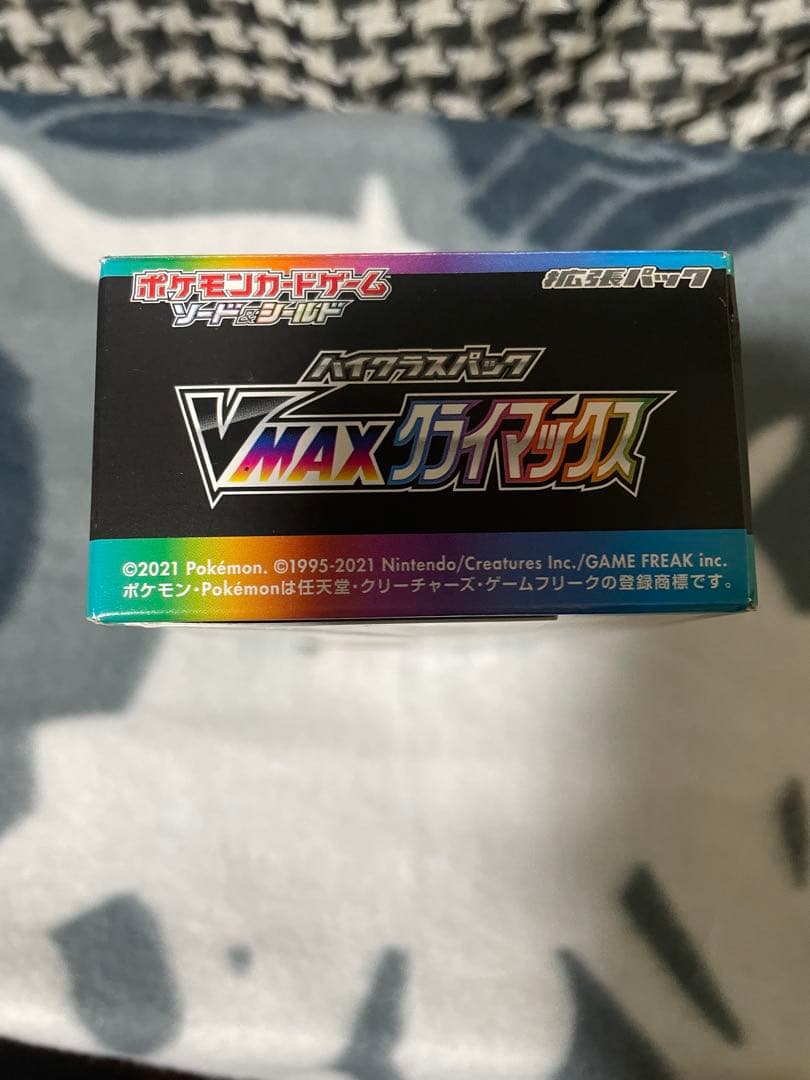 ポケモンカードゲーム 拡張パック
ソード&シールド
ハイクラスパック
VMAXクライマックス
©2021 Pokémon. ©1995-2021 Nintendo/Creatures Inc./GAME FREAK inc.
ポケモン・Pokémonは任天堂・クリーチャーズ・ゲームフリークの登録商標です。